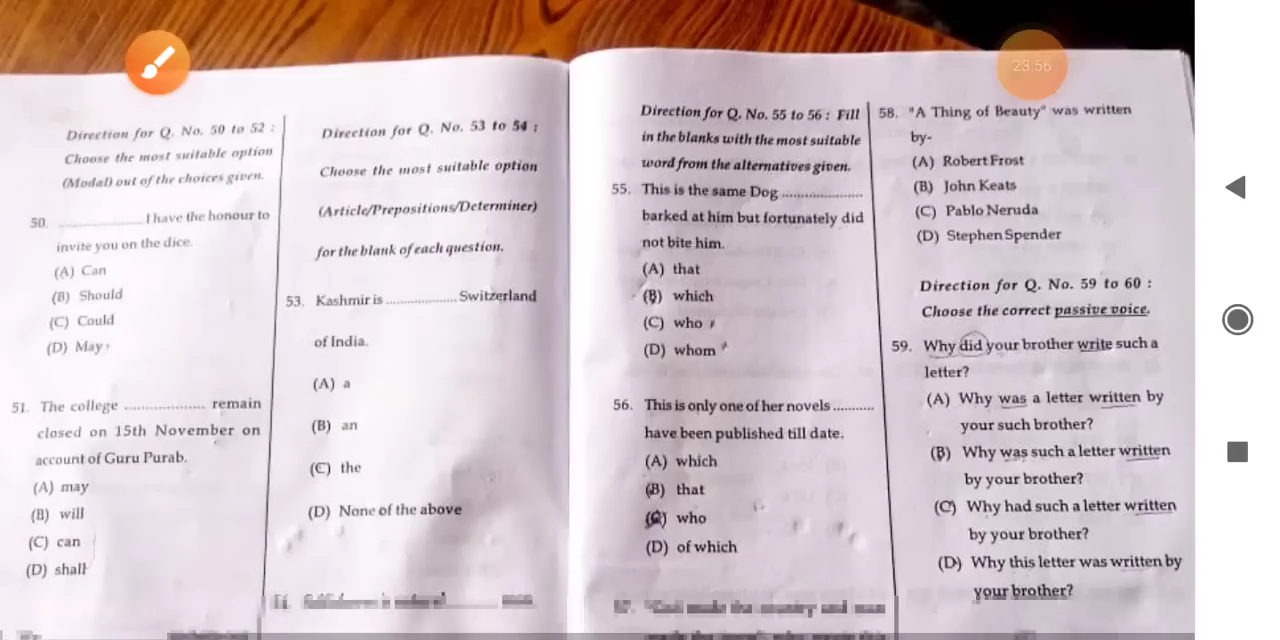 23:56
Direction for Q. No. 50 to 52 :
Choose the most suitable option
(Modal) out of the choices given.
50. .................... I have the honour to
invite you on the dice.
(A) Can
(B) Should
(C) Could
(D) May
51. The college .................... remain
closed on 15th November on
account of Guru Purab.
(A) may
(B) will
(C) can
(D) shall
Direction for Q. No. 53 to 54 :
Choose the most suitable option
(Article/Prepositions/Determiner)
for the blank of each question.
53. Kashmir is .................. Switzerland
of India.
(A) a
(B) an
(C) the
(D) None of the above
Direction for Q. No. 55 to 56 : Fill
in the blanks with the most suitable
word from the alternatives given.
55. This is the same Dog ....................
barked at him but fortunately did
not bite him.
(A) that
(B) which
(C) who
(D) whom
56. This is only one of her novels ..........
have been published till date.
(A) which
(B) that
(C) who
(D) of which
58. "A Thing of Beauty" was written
by-
(A) Robert Frost
(B) John Keats
(C) Pablo Neruda
(D) Stephen Spender
Direction for Q. No. 59 to 60 :
Choose the correct passive voice.
59. Why did your brother write such a
letter?
(A) Why was a letter written by
your such brother?
(B) Why was such a letter written
by your brother?
(C) Why had such a letter written
by your brother?
(D) Why this letter was written by
your brother?